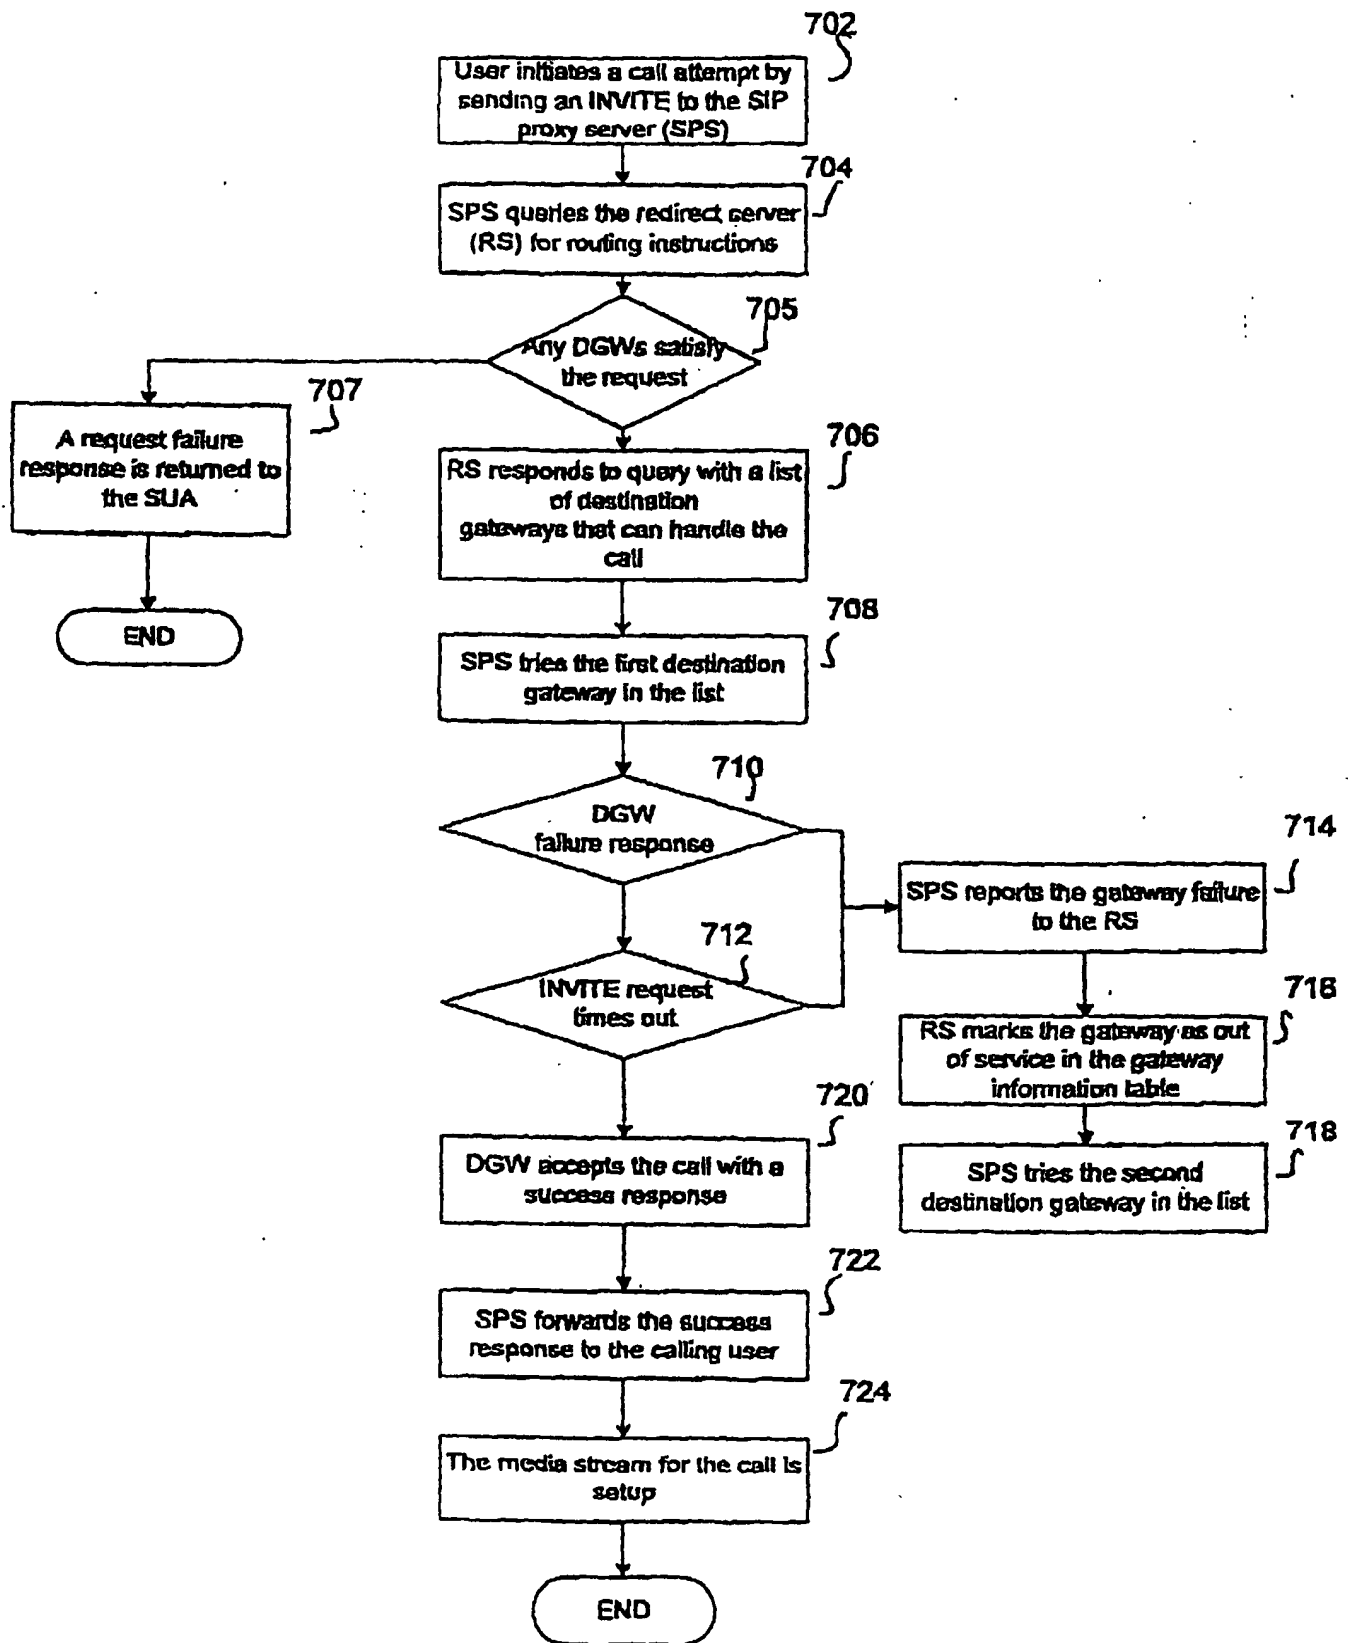 702
User initiates a call attempt by
sending an INVITE to the SIP
proxy server (SPS)
704
SPS queries the redirect server
(RS) for routing instructions
705
Any DGWs satisfy
the request
707
A request failure
response is returned to
the SUA
END
706
RS responds to query with a list
of destination
gateways that can handle the
call
708
SPS tries the first destination
gateway in the list
710
DGW
failure response
712
INVITE request
times out
714
SPS reports the gateway failure
to the RS
716
RS marks the gateway as out
of service in the gateway
information table
718
SPS tries the second
destination gateway in the list
720
DGW accepts the call with a
success response
722
SPS forwards the success
response to the calling user
724
The media stream for the call is
setup
END